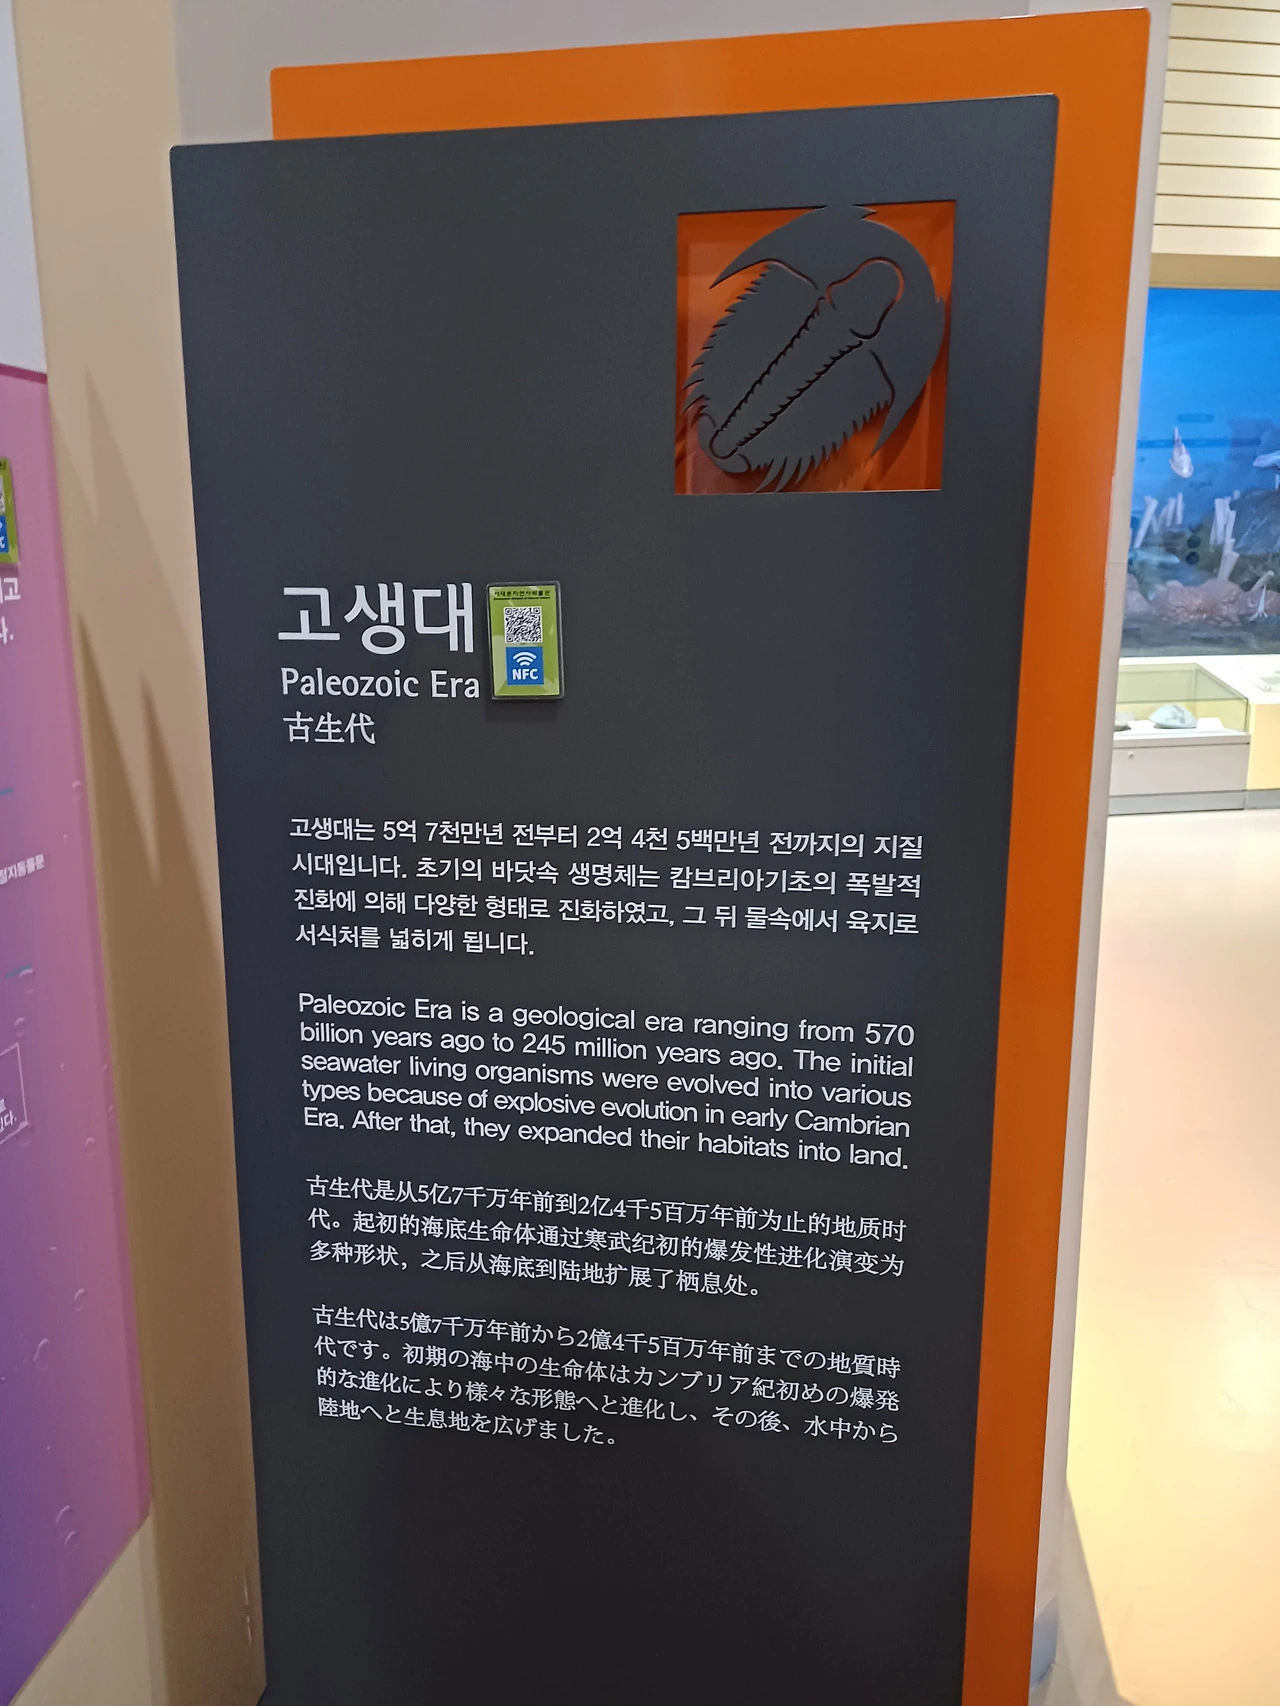 고생대
Paleozoic Era
古生代
서대문자연사박물관
NFC
고생대는 5억 7천만년 전부터 2억 4천 5백만년 전까지의 지질
시대입니다. 초기의 바닷속 생명체는 캄브리아기초의 폭발적
진화에 의해 다양한 형태로 진화하였고, 그 뒤 물속에서 육지로
서식처를 넓히게 됩니다.
Paleozoic Era is a geological era ranging from 570
billion years ago to 245 million years ago. The initial
seawater living organisms were evolved into various
types because of explosive evolution in early Cambrian
Era. After that, they expanded their habitats into land.
古生代是从5亿7千万年前到2亿4千5百万年前为止的地质时
代。起初的海底生命体通过寒武纪初的爆发性进化演变为
多种形状，之后从海底到陆地扩展了栖息处。
古生代は5億7千万年前から2億4千5百万年前までの地質時
代です。初期の海中の生命体はカンブリア紀初めの爆発
的な進化により様々な形態へと進化し、その後、水中から
陸地へと生息地を広げました。